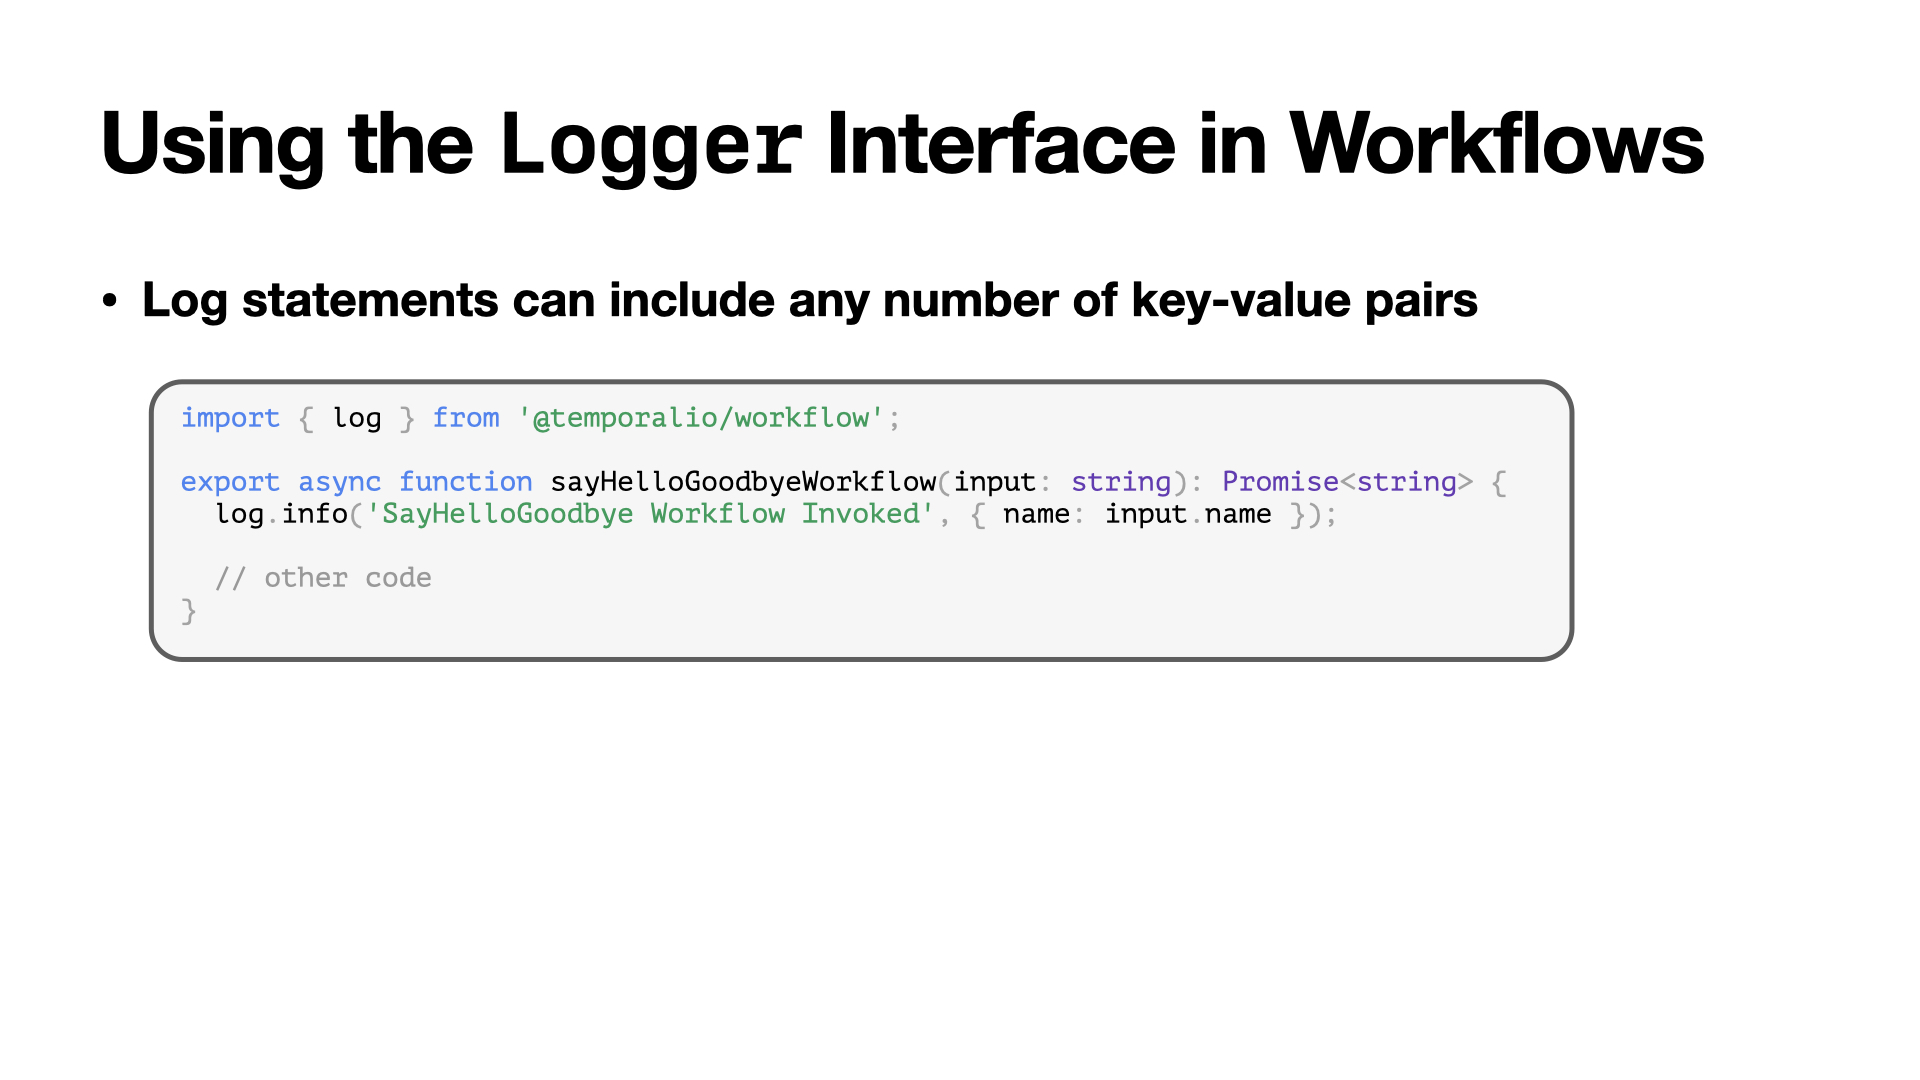 Using the Logger Interface in Workflows
• Log statements can include any number of key-value pairs
import { log } from '@temporalio/workflow';
export async function sayHelloGoodbyeWorkflow(input: string): Promise<string> {
  log.info('SayHelloGoodbye Workflow Invoked', { name: input.name });
  // other code
}